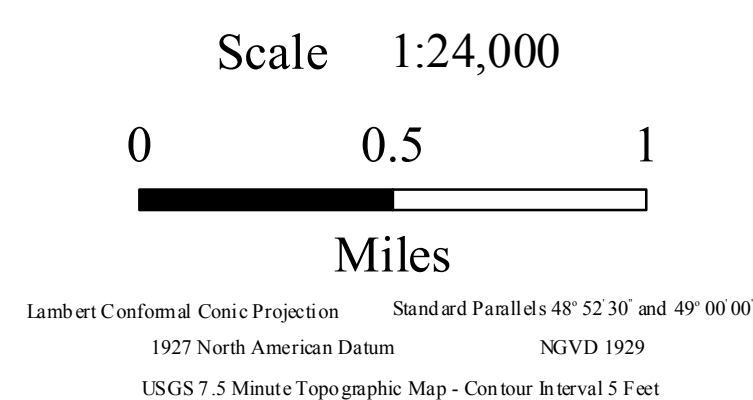 Scale 1:24,000
0 0.5 1
Miles
Lambert Conformal Conic Projection Standard Parallels 48° 52' 30" and 49° 00' 00"
1927 North American Datum NGVD 1929
USGS 7.5 Minute Topographic Map - Contour Interval 5 Feet